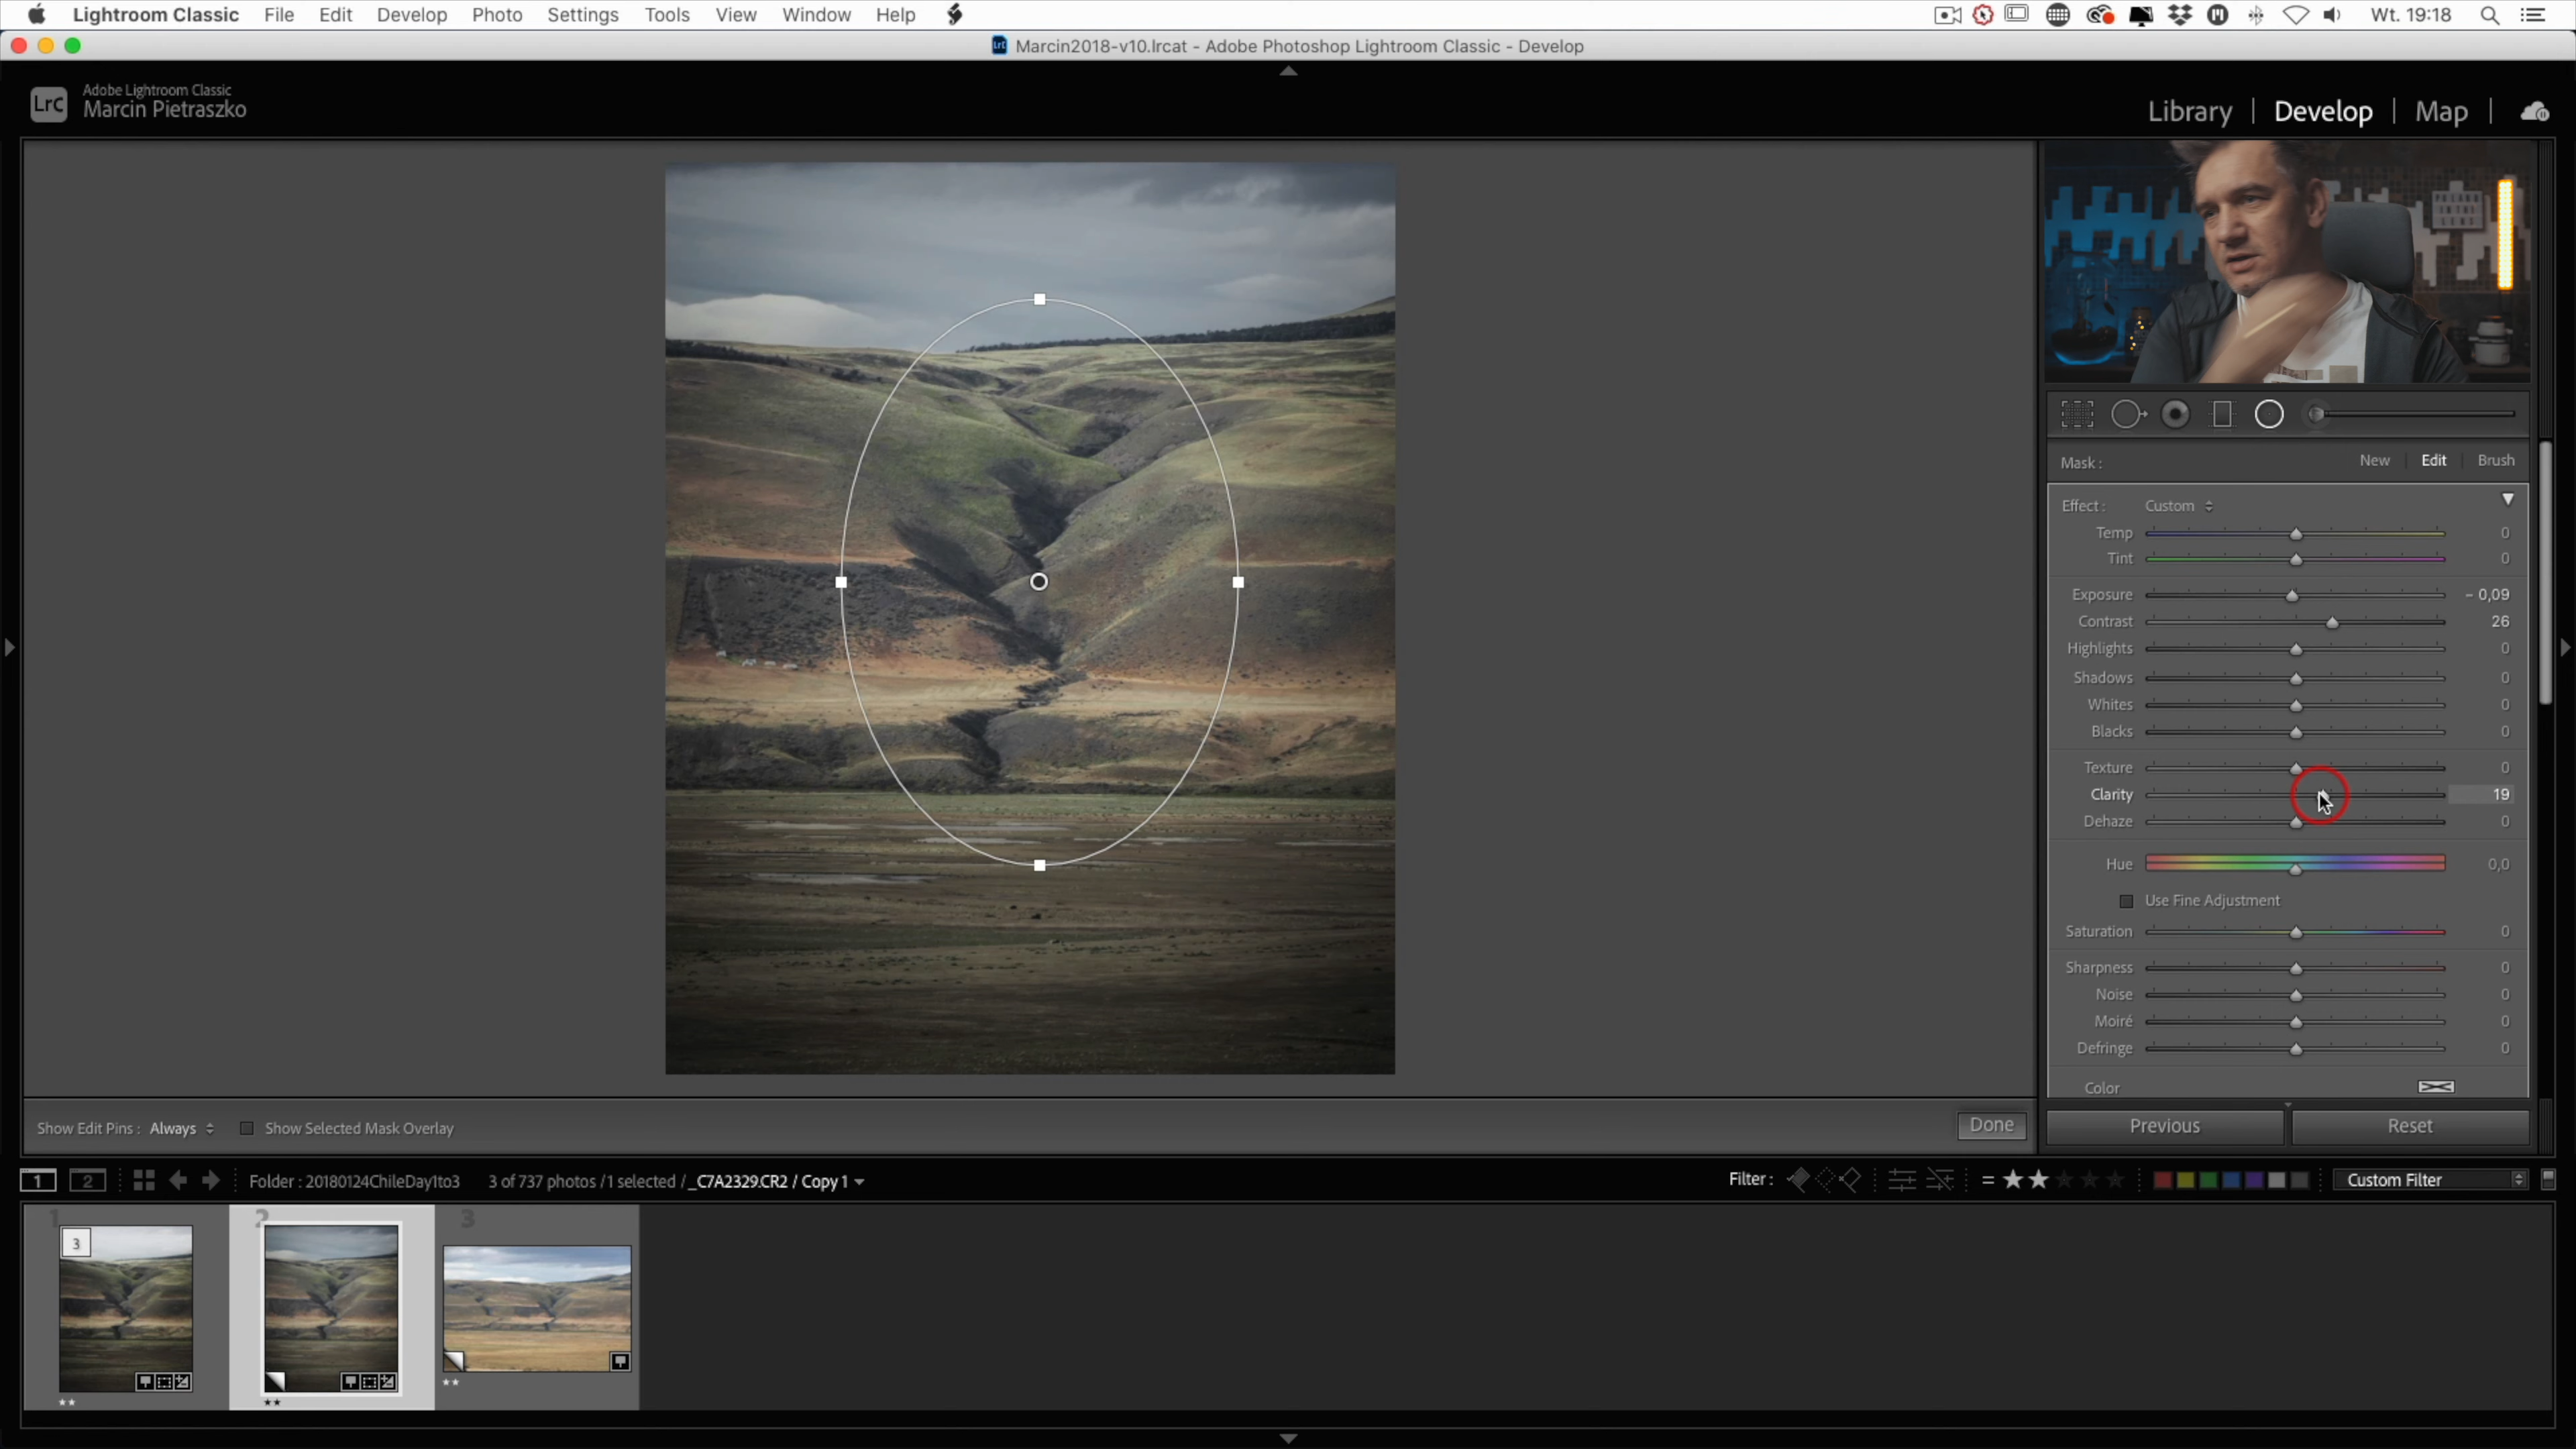 Lightroom Classic File Edit Develop Photo Settings Tools View Window Help Wt. 19:18
Marcin2018-v10.lrcat - Adobe Photoshop Lightroom Classic - Develop
LrC Adobe Lightroom Classic
Marcin Pietraszko
Library | Develop | Map |
Mask : New | Edit | Brush
Effect : Custom
Temp 0
Tint 0
Exposure - 0,09
Contrast 26
Highlights 0
Shadows 0
Whites 0
Blacks 0
Texture 0
Clarity 19
Dehaze 0
Hue 0,0
Use Fine Adjustment
Saturation 0
Sharpness 0
Noise 0
Moiré 0
Defringe 0
Color
Show Edit Pins : Always Show Selected Mask Overlay Done
Previous Reset
1 2 Folder : 20180124ChileDay1to3 3 of 737 photos /1 selected /_C7A2329.CR2 / Copy 1 Filter : = ★★★★★ Custom Filter
1 2 3
3
★★ ★★ ★★